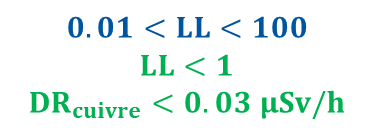 0.01 < LL < 100
LL < 1
DRcuivre < 0.03 μSv/h